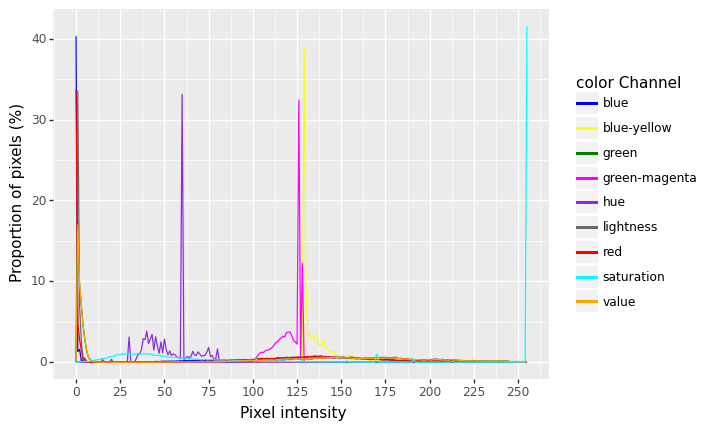 color Channel
blue
blue-yellow
green
green-magenta
hue
lightness
red
saturation
value
Proportion of pixels (%)
40
30
20
10
0
0 25 50 75 100 125 150 175 200 225 250
Pixel intensity